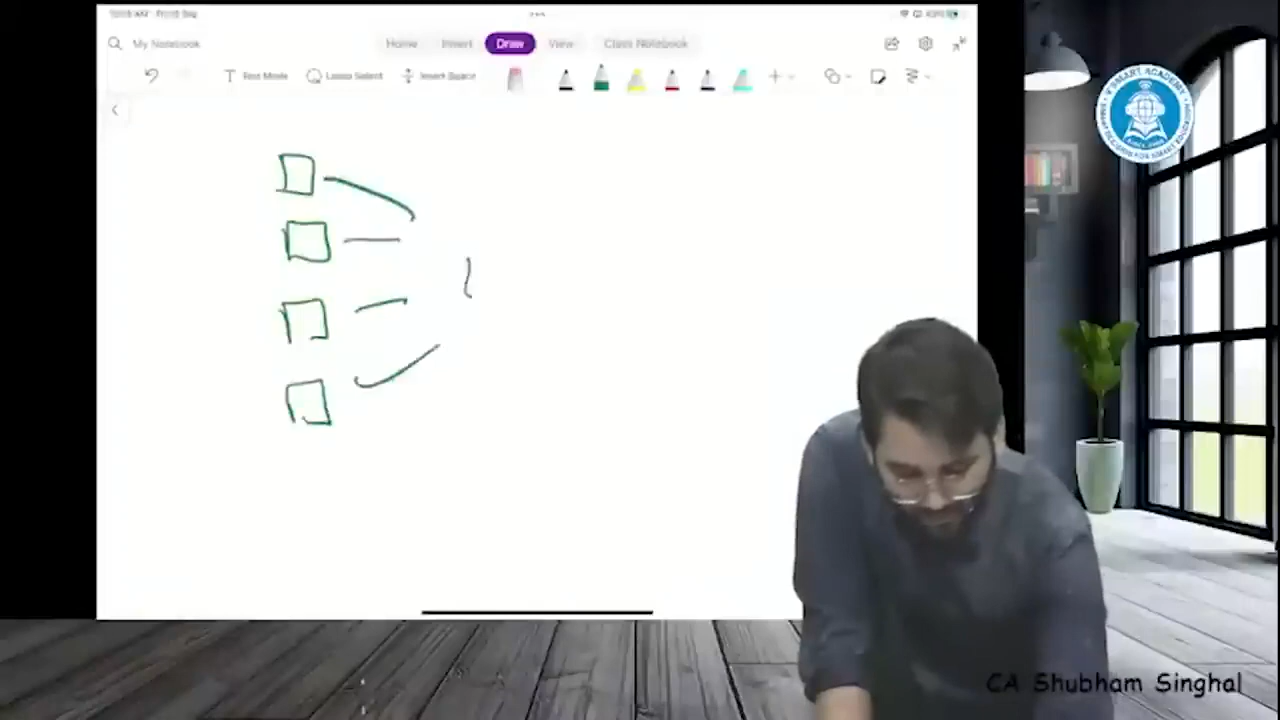 My Notebook
Home Insert Draw View Class Notebook
Text Mode Lasso Select Insert Space
CA Shubham Singhal